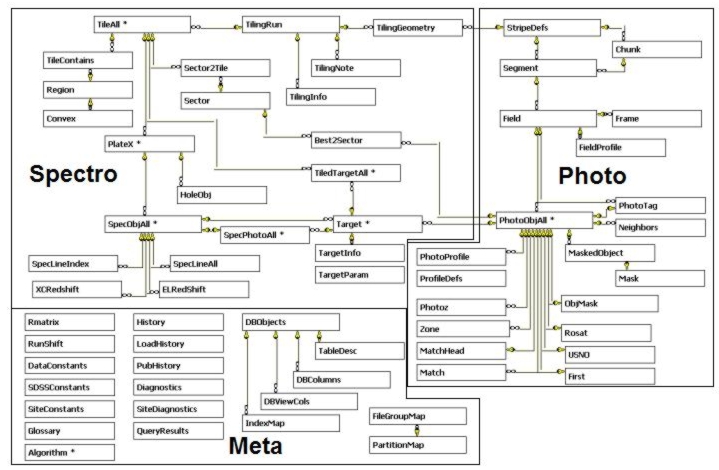 TileAll *
TilingRun
TilingGeometry
StripeDefs
Chunk
TileContains
Sector2Tile
TilingNote
Segment
Region
Sector
TilingInfo
Convex
Field
Frame
PlateX *
Best2Sector
FieldProfile
Spectro
TiledTargetAll *
Photo
HoleObj
PhotoTag
SpecObjAll *
Target *
PhotoObjAll *
Neighbors
SpecPhotoAll *
TargetInfo
PhotoProfile
MaskedObject
SpecLineIndex
SpecLineAll
TargetParam
ProfileDefs
Mask
XCRedshift
ELRedShift
Photoz
ObjMask
Zone
Rosat
MatchHead
USNO
Match
First
Rmatrix
History
DBObjects
RunShift
LoadHistory
TableDesc
DataConstants
PubHistory
DBColumns
SDSSConstants
Diagnostics
DBViewCols
SiteConstants
SiteDiagnostics
IndexMap
FileGroupMap
Glossary
QueryResults
Meta
PartitionMap
Algorithm *